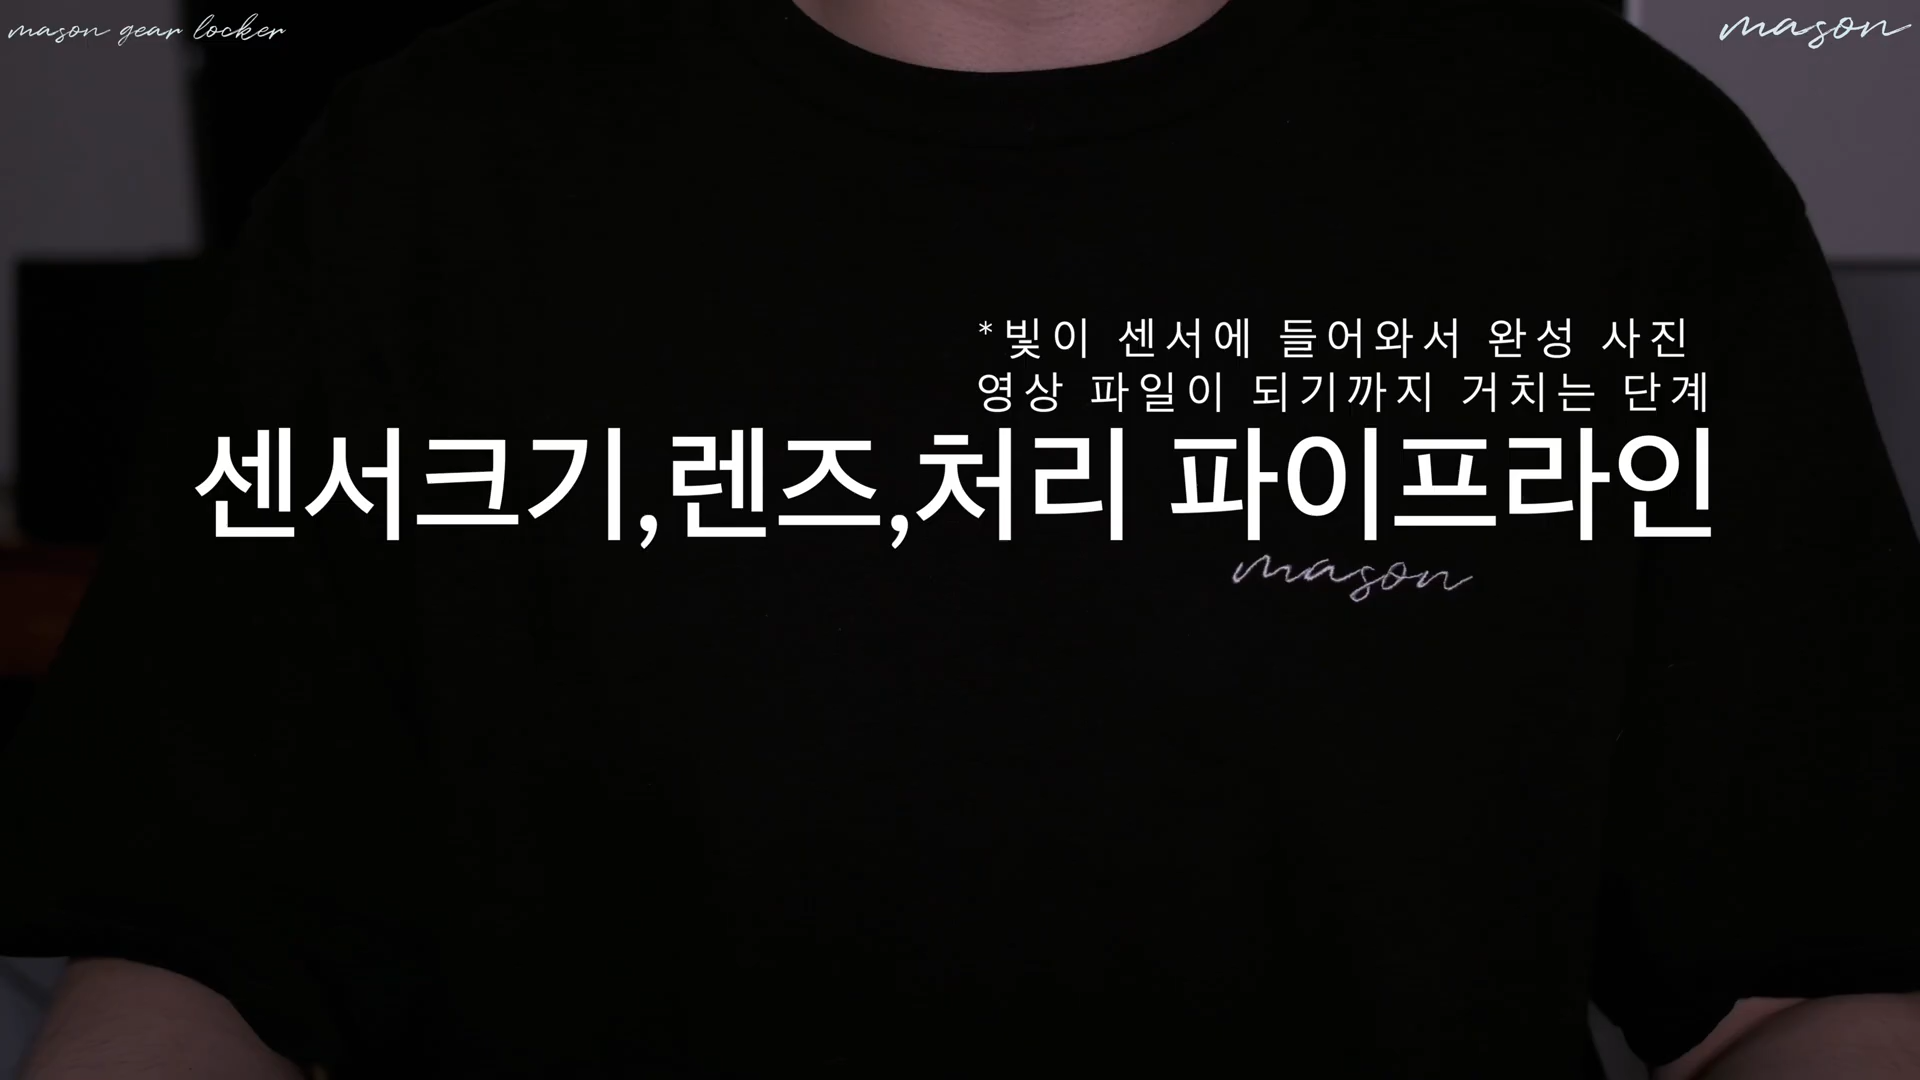 mason gear locker
mason
*빛이 센서에 들어와서 완성 사진
영상 파일이 되기까지 거치는 단계
센서크기,렌즈,처리 파이프라인
mason